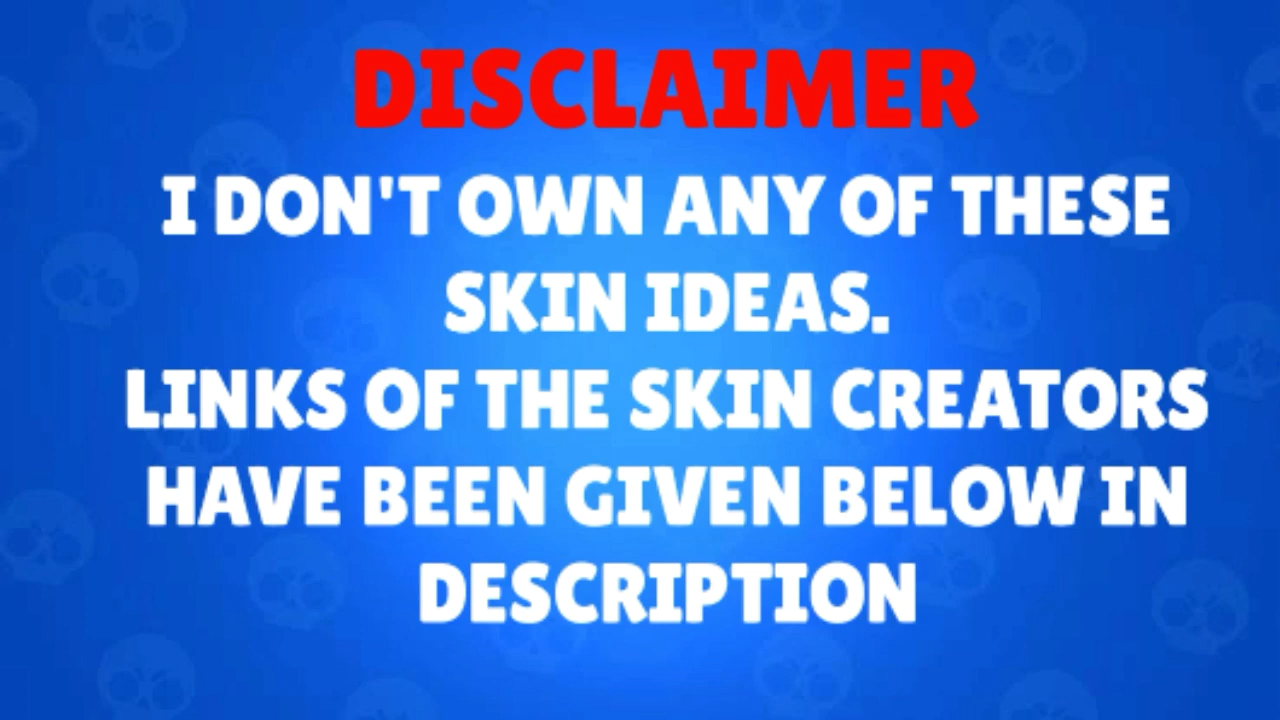 DISCLAIMER
I DON'T OWN ANY OF THESE
SKIN IDEAS.
LINKS OF THE SKIN CREATORS
HAVE BEEN GIVEN BELOW IN
DESCRIPTION